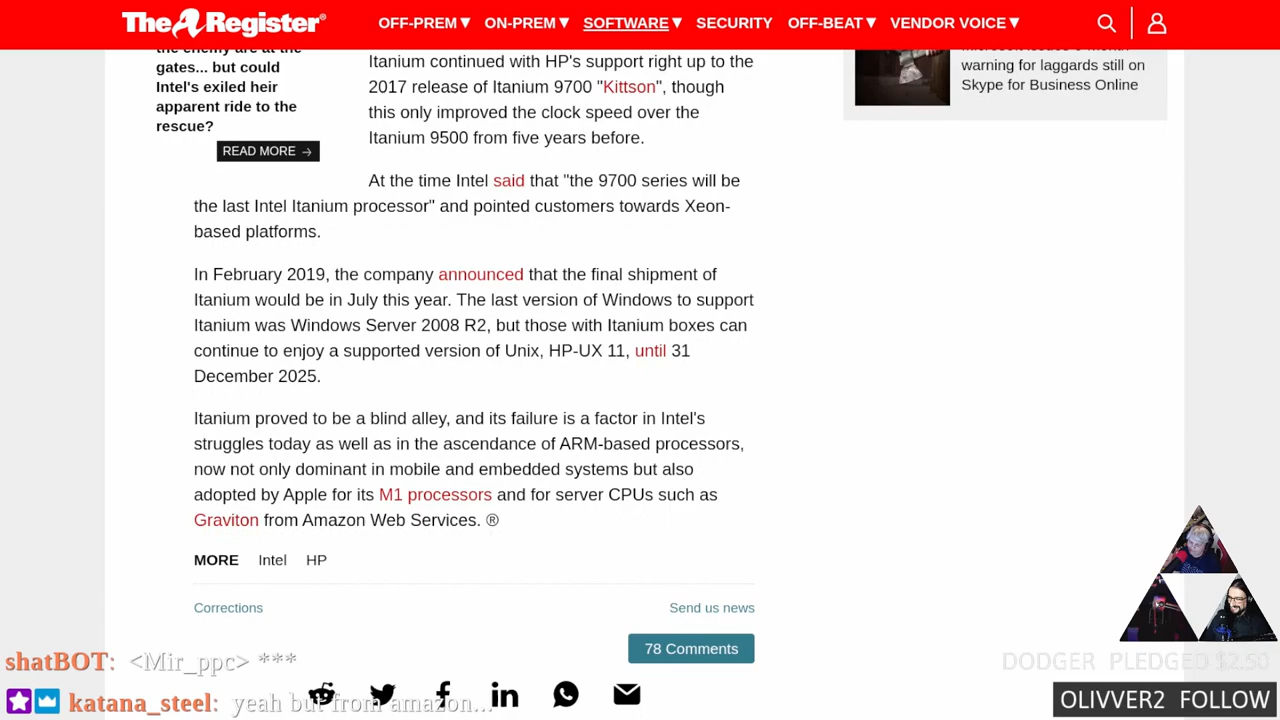 The Register®
OFF-PREM▼ ON-PREM▼ SOFTWARE▼ SECURITY OFF-BEAT▼ VENDOR VOICE▼
the enemy are at the
gates... but could
Intel's exiled heir
apparent ride to the
rescue?
READ MORE →
Itanium continued with HP's support right up to the
2017 release of Itanium 9700 "Kittson", though
this only improved the clock speed over the
Itanium 9500 from five years before.
At the time Intel said that "the 9700 series will be
the last Intel Itanium processor" and pointed customers towards Xeon-
based platforms.
In February 2019, the company announced that the final shipment of
Itanium would be in July this year. The last version of Windows to support
Itanium was Windows Server 2008 R2, but those with Itanium boxes can
continue to enjoy a supported version of Unix, HP-UX 11, until 31
December 2025.
Itanium proved to be a blind alley, and its failure is a factor in Intel's
struggles today as well as in the ascendance of ARM-based processors,
now not only dominant in mobile and embedded systems but also
adopted by Apple for its M1 processors and for server CPUs such as
Graviton from Amazon Web Services. ®
MORE Intel HP
Corrections Send us news
78 Comments
warning for laggards still on
Skype for Business Online
shatBOT: <Mir_ppc> ***
katana_steel: yeah but from amazon...
DODGER PLEDGED $2.50
OLIVVER2 FOLLOW